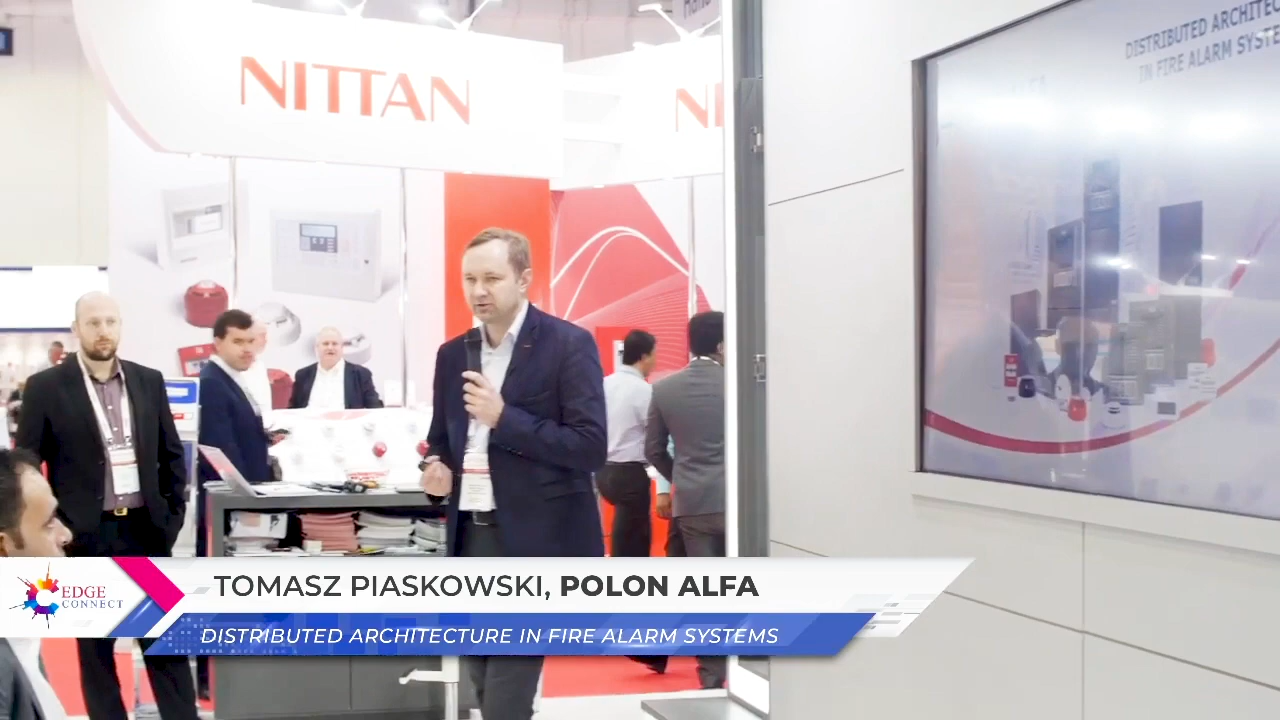 NITTAN
NI
DISTRIBUTED ARCHITEC
IN FIRE ALARM SYSTE
EDGE
CONNECT
TOMASZ PIASKOWSKI, POLON ALFA
DISTRIBUTED ARCHITECTURE IN FIRE ALARM SYSTEMS